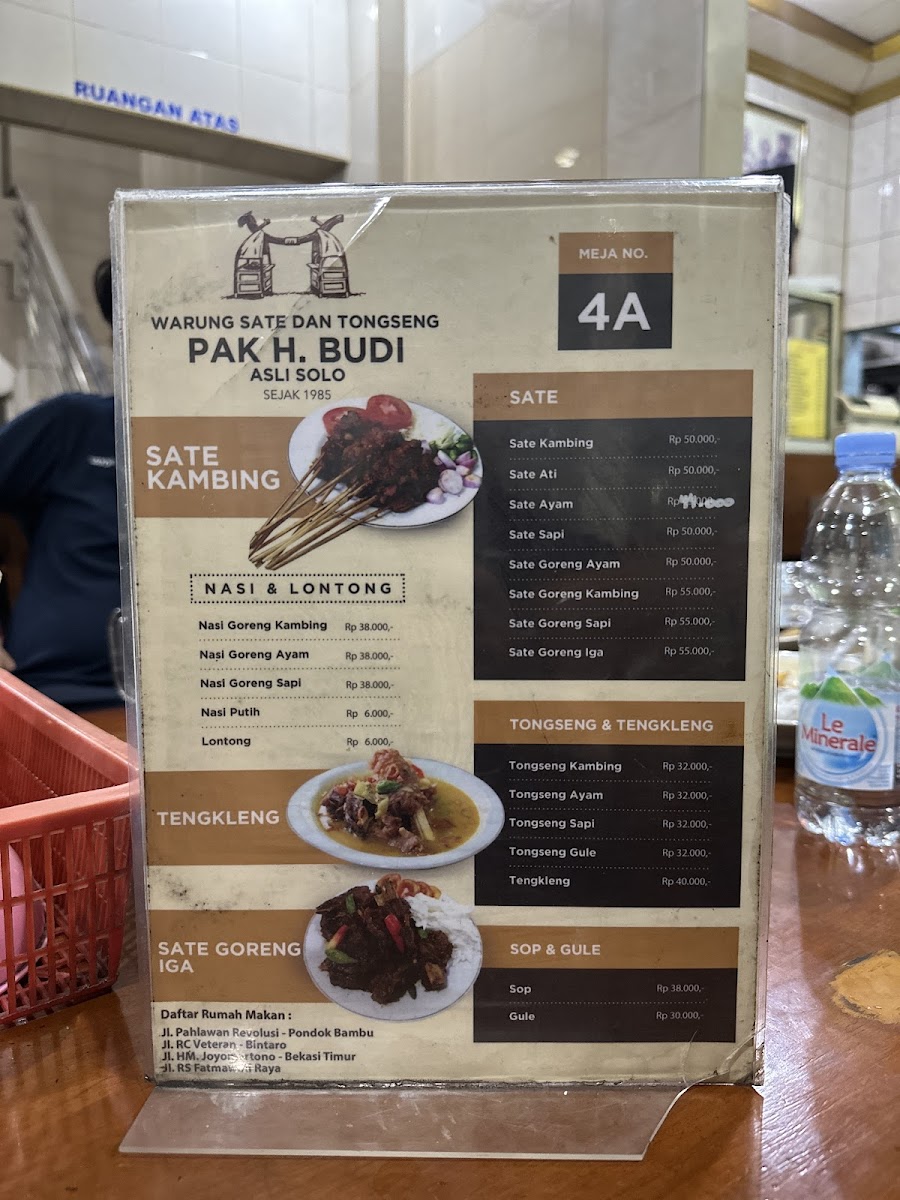 RUANGAN ATAS
WARUNG SATE DAN TONGSENG
PAK H. BUDI
ASLI SOLO
SEJAK 1985
MEJA NO.
4A
SATE
KAMBING
NASI & LONTONG
Nasi Goreng Kambing Rp 38.000,-
Nasi Goreng Ayam Rp 38.000,-
Nasi Goreng Sapi Rp 38.000,-
Nasi Putih Rp 6.000,-
Lontong Rp 6.000,-
TENGKLENG
SATE GORENG
IGA
Daftar Rumah Makan :
Jl. Pahlawan Revolusi - Pondok Bambu
Jl. RC Veteran - Bintaro
Jl. HM. - Bekasi Timur
Jl. RS Fatmawati Raya
SATE
Sate Kambing Rp 50.000,-
Sate Ati Rp 50.000,-
Sate Ayam Rp
Sate Sapi Rp 50.000,-
Sate Goreng Ayam Rp 50.000,-
Sate Goreng Kambing Rp 55.000,-
Sate Goreng Sapi Rp 55.000,-
Sate Goreng Iga Rp 55.000,-
TONGSENG & TENGKLENG
Tongseng Kambing Rp 32.000,-
Tongseng Ayam Rp 32.000,-
Tongseng Sapi Rp 32.000,-
Tongseng Gule Rp 32.000,-
Tengkleng Rp 40.000,-
SOP & GULE
Sop Rp 38.000,-
Gule Rp 30.000,-
Le
Minerale